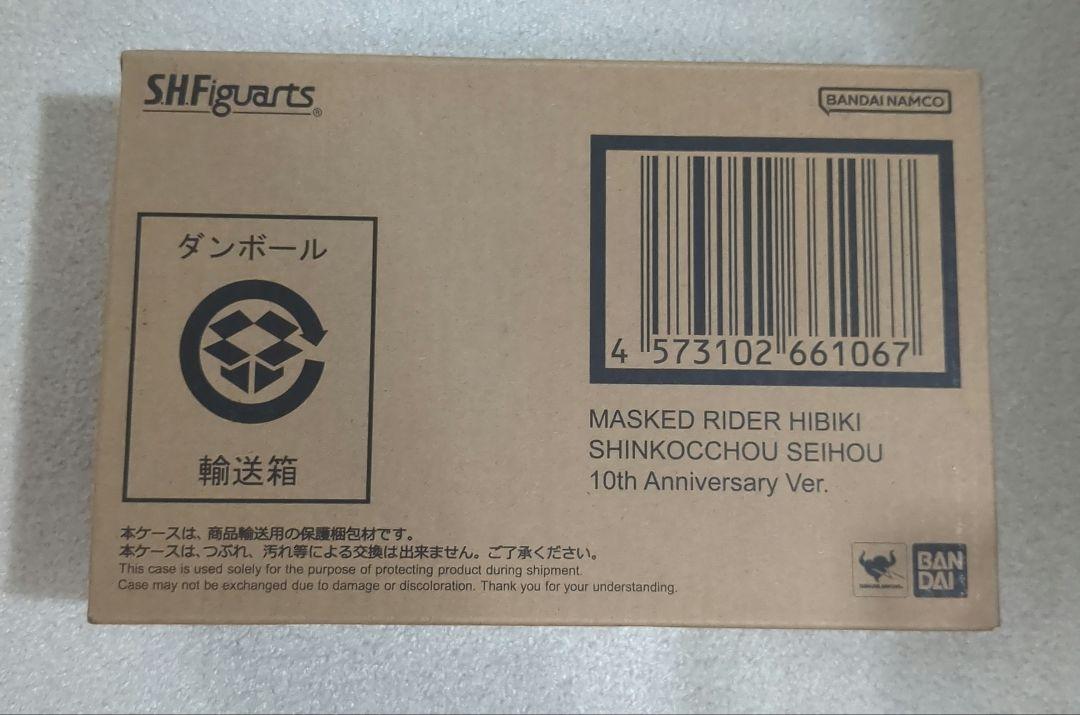 S.H.Figuarts®
BANDAI NAMCO
ダンボール
輸送箱
4 573102 661067
MASKED RIDER HIBIKI
SHINKOCCHOU SEIHOU
10th Anniversary Ver.
本ケースは、商品輸送用の保護梱包材です。
本ケースは、つぶれ、汚れ等による交換は出来ません。ご了承ください。
This case is used solely for the purpose of protecting product during shipment.
Case may not be exchanged due to damage or discoloration. Thank you for your understanding.
BAN
DAI